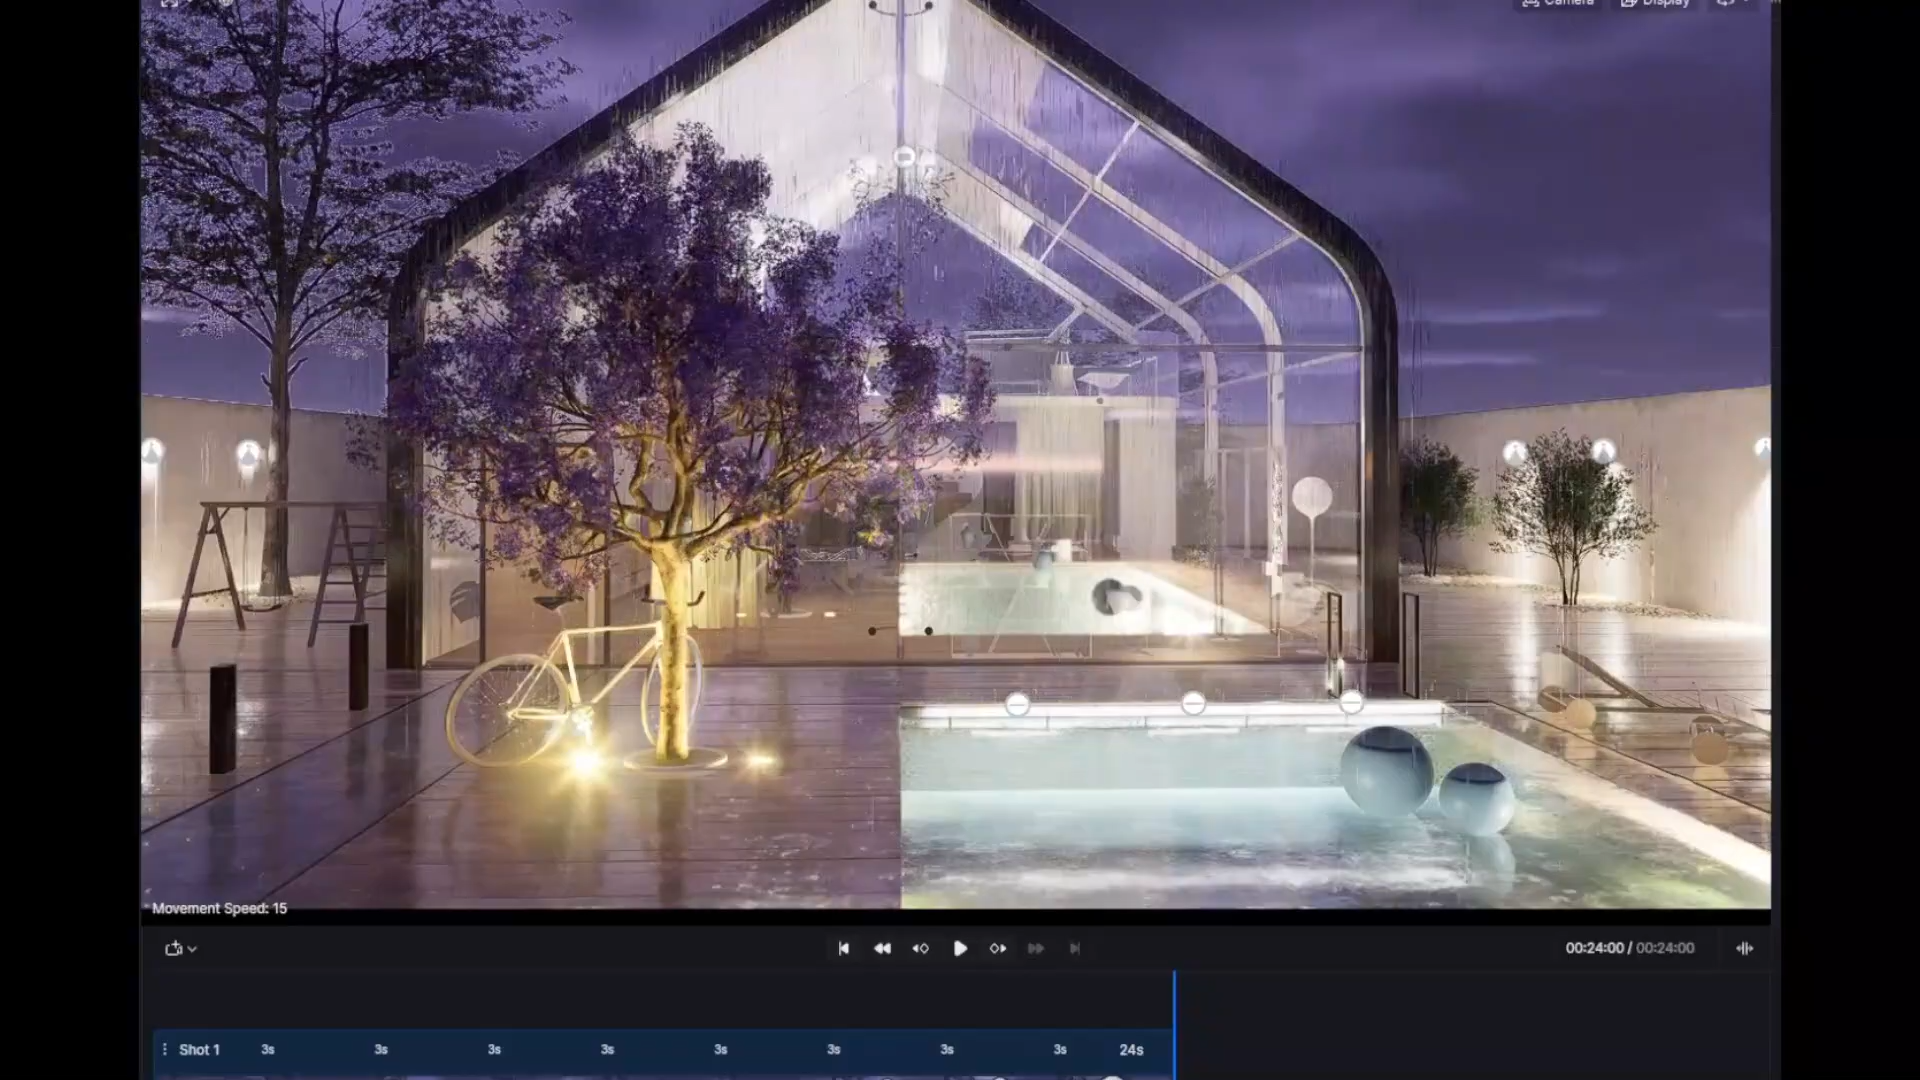 Camera Display
Movement Speed: 15
00:24:00 / 00:24:00
Shot 1 3s 3s 3s 3s 3s 3s 3s 3s 24s